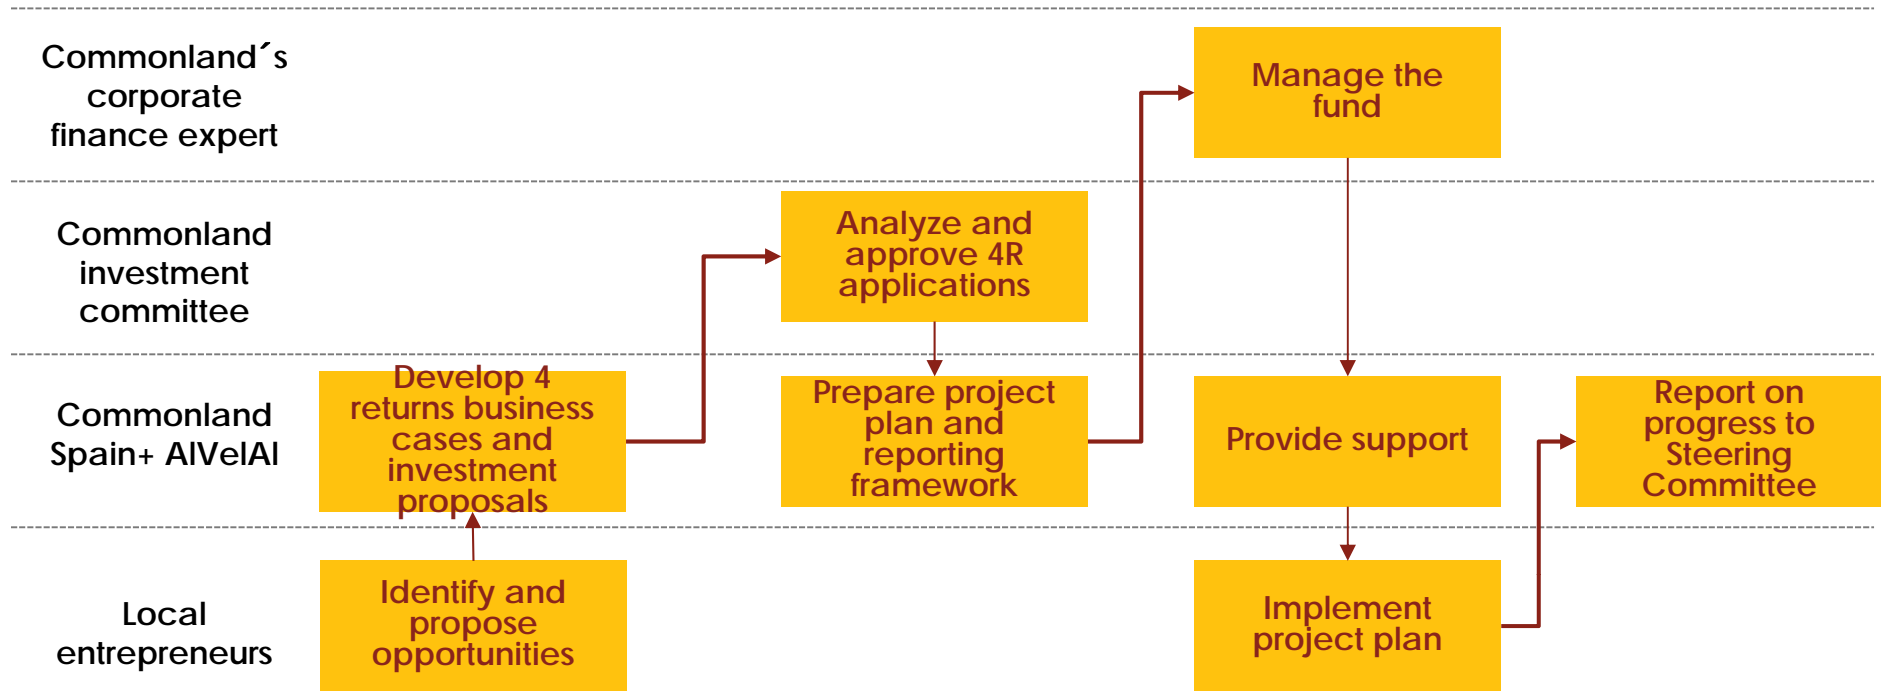 Commonland´s
corporate
finance expert
Manage the
fund
Commonland
investment
committee
Analyze and
approve 4R
applications
Commonland
Spain+ AlVelAl
Develop 4
returns business
cases and
investment
proposals
Prepare project
plan and
reporting
framework
Provide support
Report on
progress to
Steering
Committee
Local
entrepreneurs
Identify and
propose
opportunities
Implement
project plan